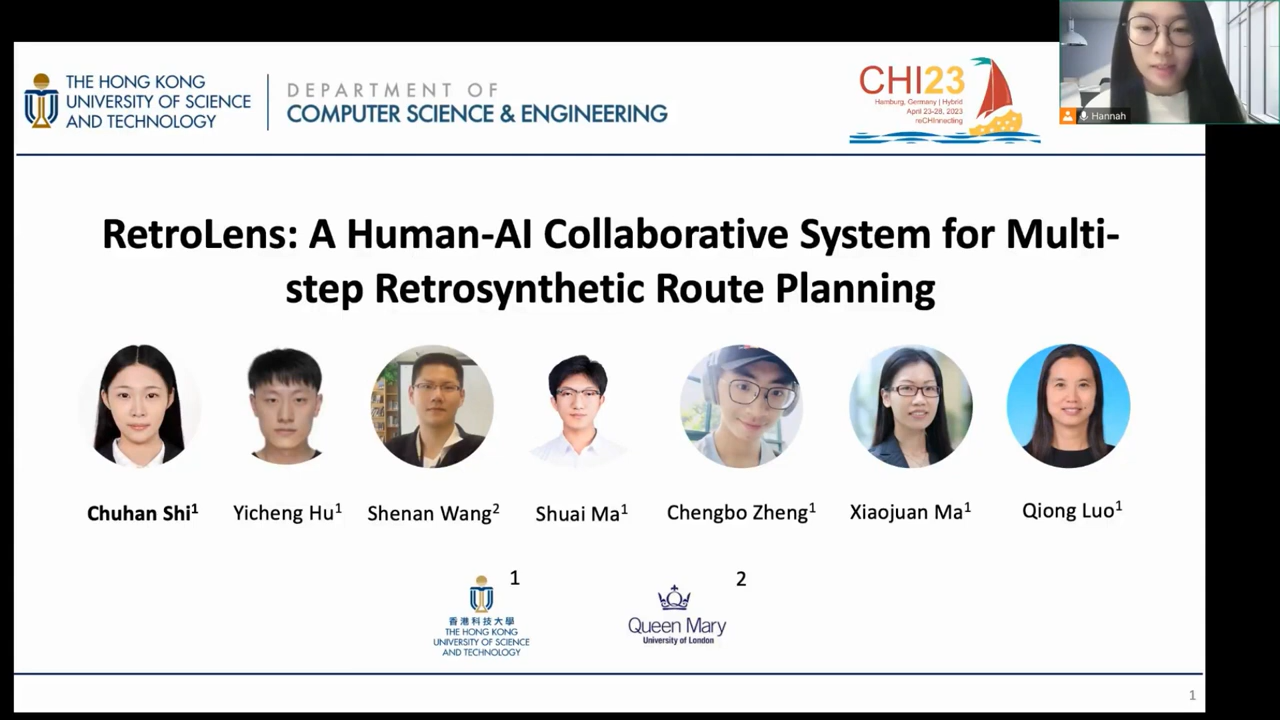 THE HONG KONG
UNIVERSITY OF SCIENCE
AND TECHNOLOGY
DEPARTMENT OF
COMPUTER SCIENCE & ENGINEERING
CHI23
Hamburg, Germany | Hybrid
April 23-28, 2023
reCHInnecting
Hannah
RetroLens: A Human-AI Collaborative System for Multi-
step Retrosynthetic Route Planning
Chuhan Shi1 Yicheng Hu1 Shenan Wang2 Shuai Ma1 Chengbo Zheng1 Xiaojuan Ma1 Qiong Luo1
1
香港科技大學
THE HONG KONG
UNIVERSITY OF SCIENCE
AND TECHNOLOGY
2
Queen Mary
University of London
1